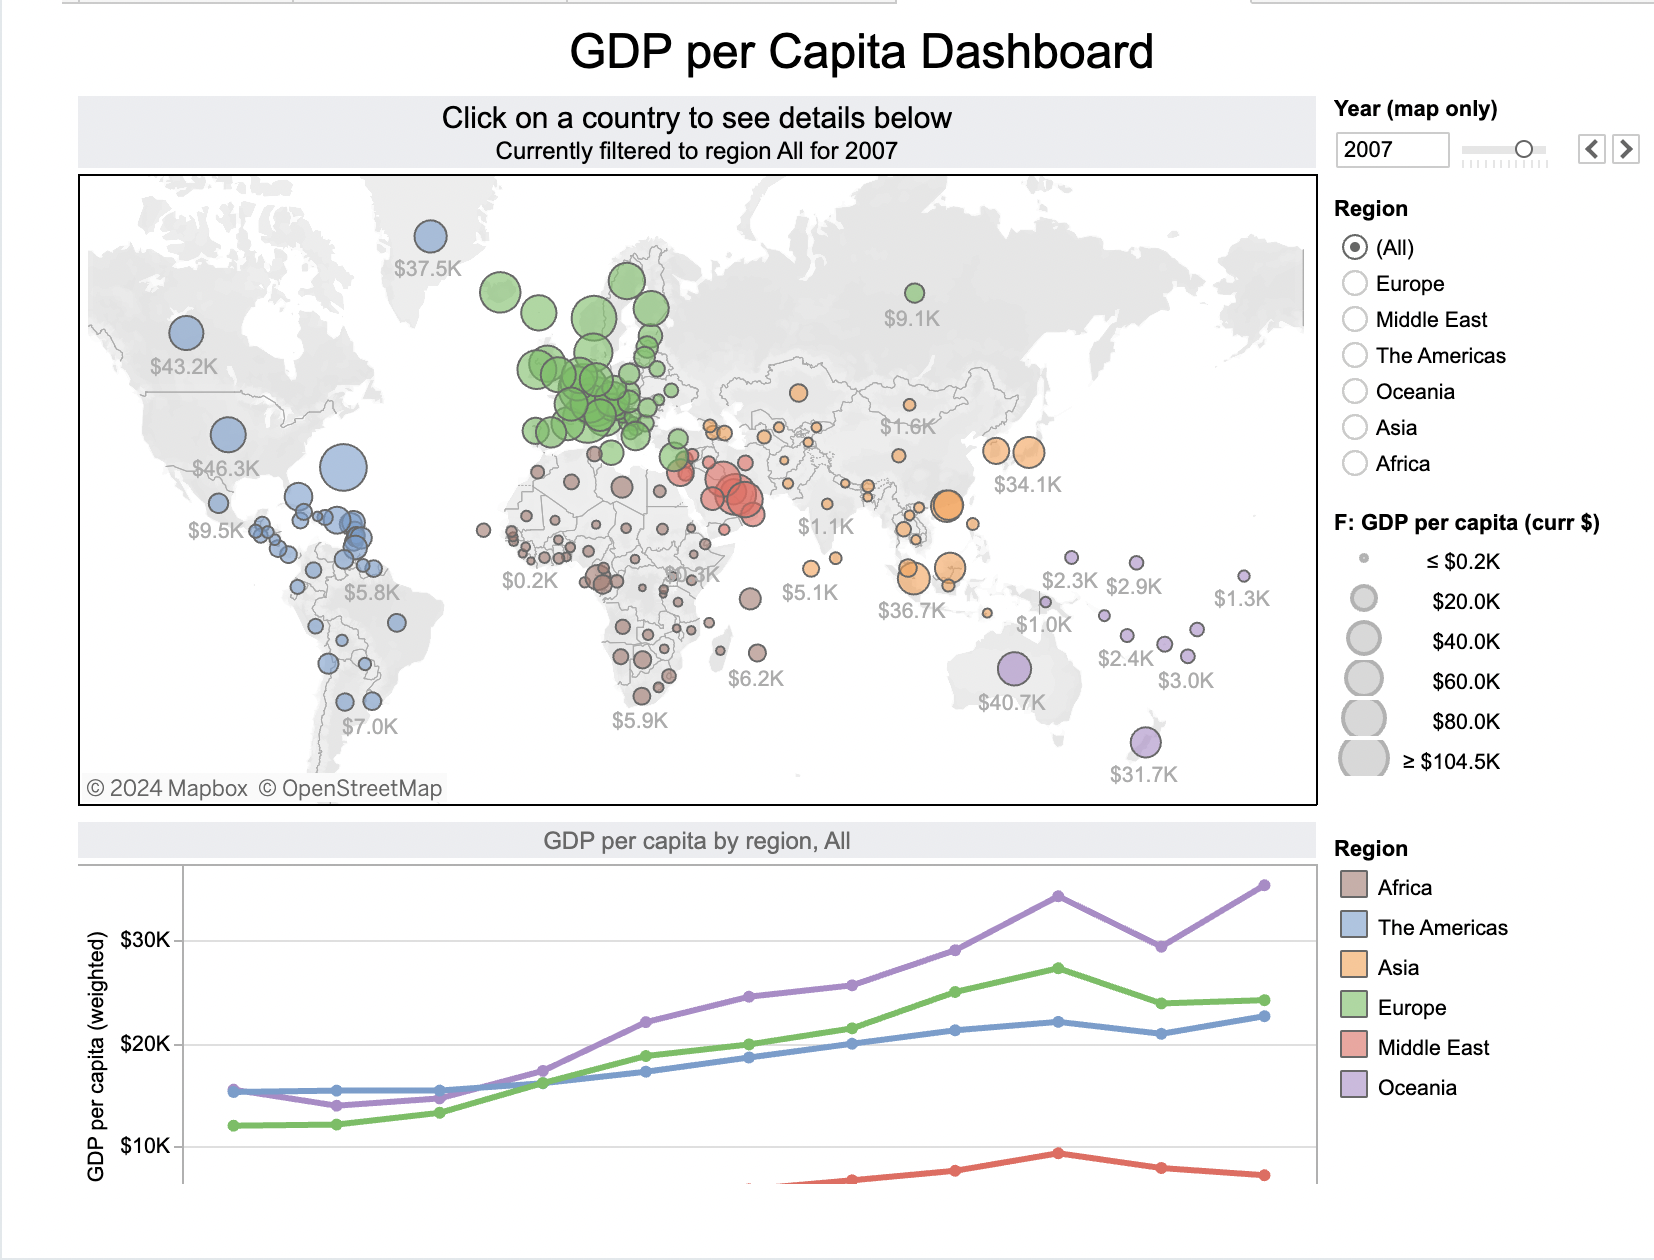 GDP per Capita Dashboard
Click on a country to see details below
Currently filtered to region All for 2007
Year (map only)
2007
Region
(All)
Europe
Middle East
The Americas
Oceania
Asia
Africa
F: GDP per capita (curr $)
≤ $0.2K
$20.0K
$40.0K
$60.0K
$80.0K
≥ $104.5K
$37.5K
$9.1K
$43.2K
$1.6K
$46.3K
$34.1K
$9.5K
$1.1K
$0.2K
$0.3K
$5.8K
$5.1K
$36.7K
$2.3K
$2.9K
$1.3K
$1.0K
$2.4K
$3.0K
$6.2K
$40.7K
$5.9K
$7.0K
$31.7K
© 2024 Mapbox © OpenStreetMap
GDP per capita by region, All
GDP per capita (weighted)
$30K
$20K
$10K
Region
Africa
The Americas
Asia
Europe
Middle East
Oceania